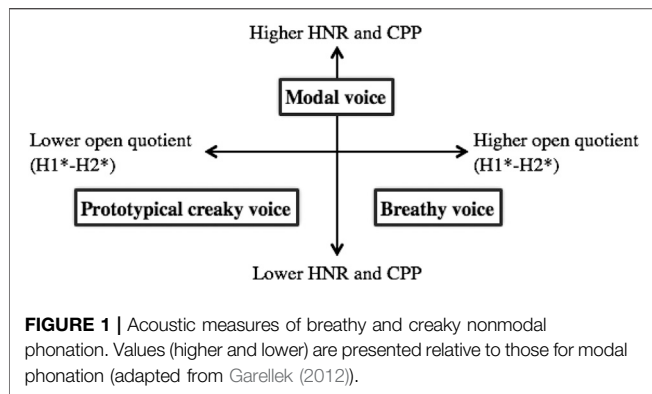 Higher HNR and CPP
Modal voice
Lower open quotient
(H1*-H2*)
Higher open quotient
(H1*-H2*)
Prototypical creaky voice
Breathy voice
Lower HNR and CPP
FIGURE 1 | Acoustic measures of breathy and creaky nonmodal
phonation. Values (higher and lower) are presented relative to those for modal
phonation (adapted from Garellek (2012)).